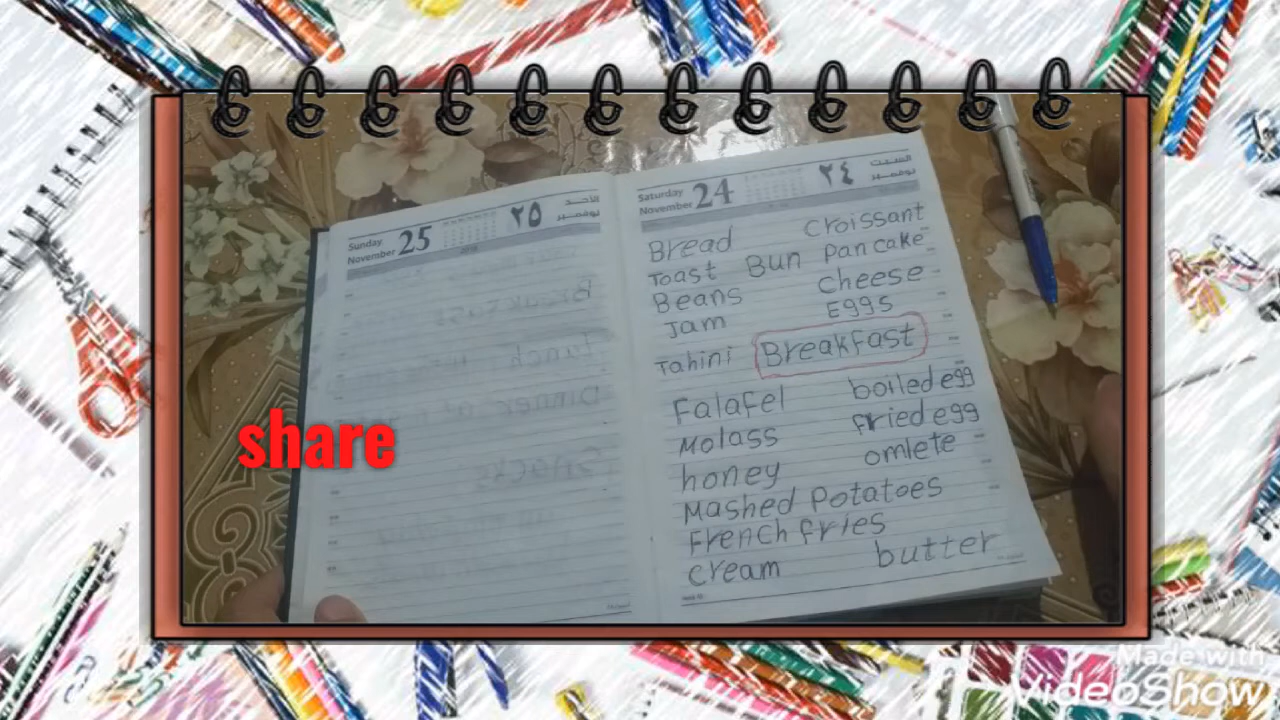 Sunday
November 25 ٢٥ الأحد
نوفمبر
Saturday
November 24 ٢٤ السبت
نوفمبر
Bread Croissant
Toast Bun Pancake
Beans Cheese
Jam Eggs
Tahini Breakfast
Falafel boiled egg
Molass fried egg
honey omlete
Mashed Potatoes
French fries
cream butter
share
Made with
VideoShow